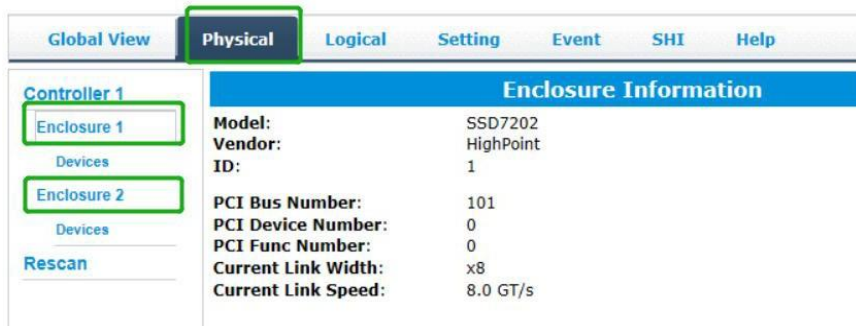 Global View Physical Logical Setting Event SHI Help
Controller 1
Enclosure 1
Devices
Enclosure 2
Devices
Rescan
Enclosure Information
Model: SSD7202
Vendor: HighPoint
ID: 1
PCI Bus Number: 101
PCI Device Number: 0
PCI Func Number: 0
Current Link Width: x8
Current Link Speed: 8.0 GT/s